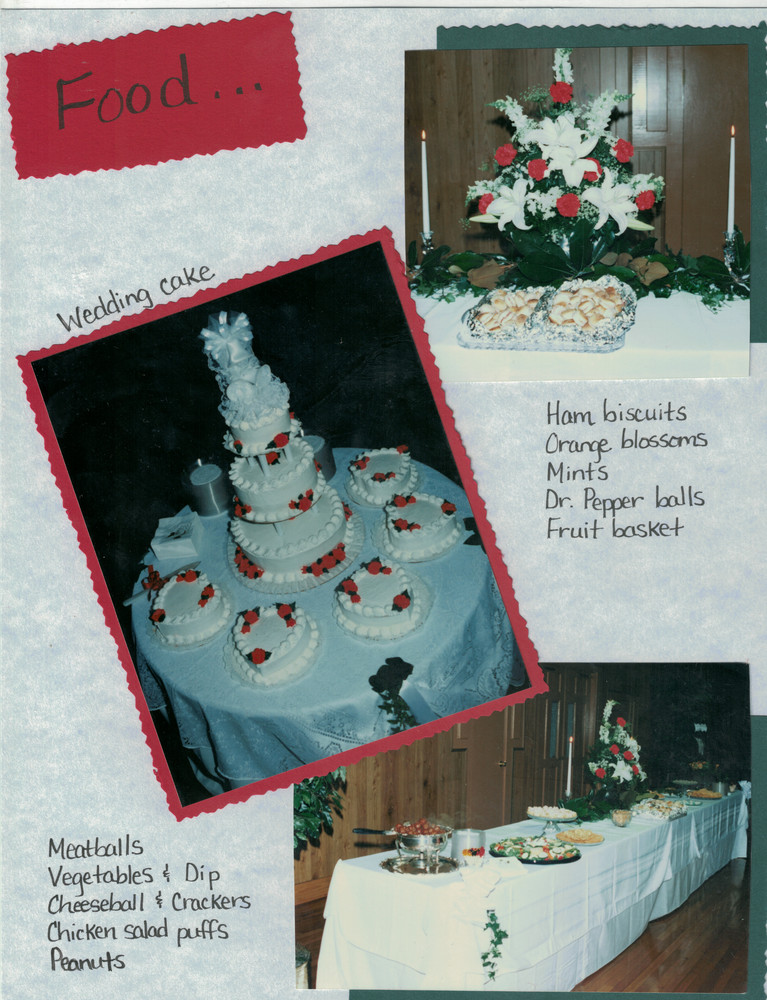 Food...
Wedding cake
Ham biscuits
Orange blossoms
Mints
Dr. Pepper balls
Fruit basket
Meatballs
Vegetables & Dip
Cheeseball & Crackers
Chicken salad puffs
Peanuts